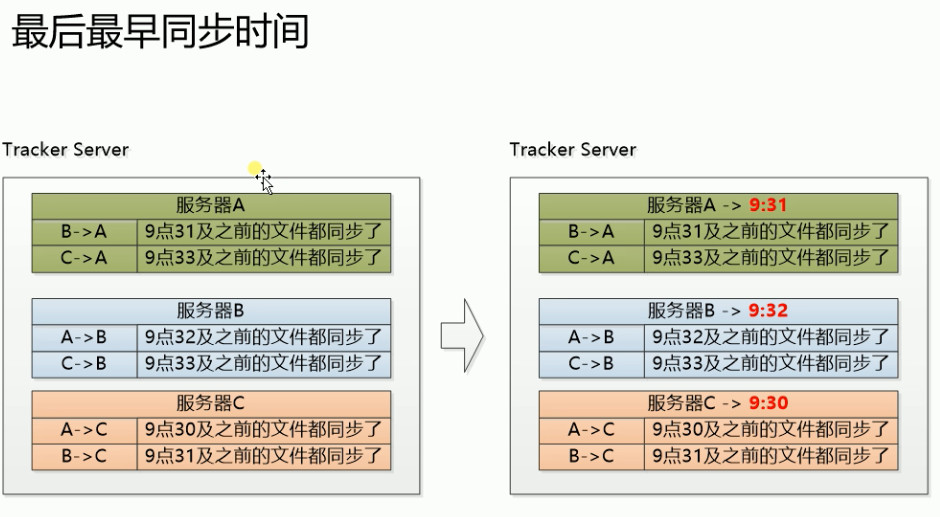 最后最早同步时间
Tracker Server
服务器A
B->A 9点31及之前的文件都同步了
C->A 9点33及之前的文件都同步了
服务器B
A->B 9点32及之前的文件都同步了
C->B 9点33及之前的文件都同步了
服务器C
A->C 9点30及之前的文件都同步了
B->C 9点31及之前的文件都同步了
Tracker Server
服务器A -> 9:31
B->A 9点31及之前的文件都同步了
C->A 9点33及之前的文件都同步了
服务器B -> 9:32
A->B 9点32及之前的文件都同步了
C->B 9点33及之前的文件都同步了
服务器C -> 9:30
A->C 9点30及之前的文件都同步了
B->C 9点31及之前的文件都同步了